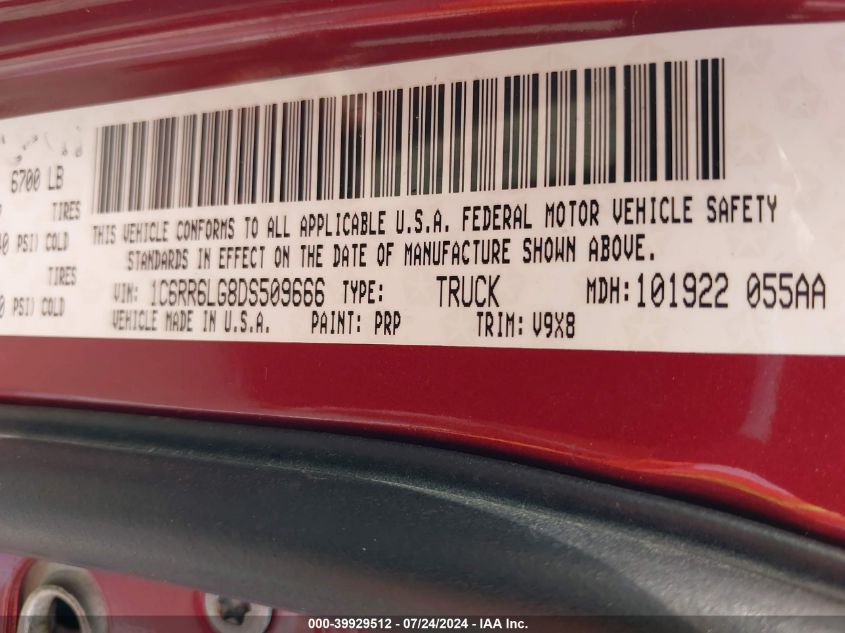 6700 LB
TIRES
PSI) COLD
TIRES
PSI) COLD
THIS VEHICLE CONFORMS TO ALL APPLICABLE U.S.A. FEDERAL MOTOR VEHICLE SAFETY
STANDARDS IN EFFECT ON THE DATE OF MANUFACTURE SHOWN ABOVE.
VIN: 1C6RR6LG8DS509666 TYPE: TRUCK MDH: 101922 055AA
VEHICLE MADE IN U.S.A. PAINT: PRP TRIM: V9X8
000-39929512 / 07/24/2024 - IAA Inc.